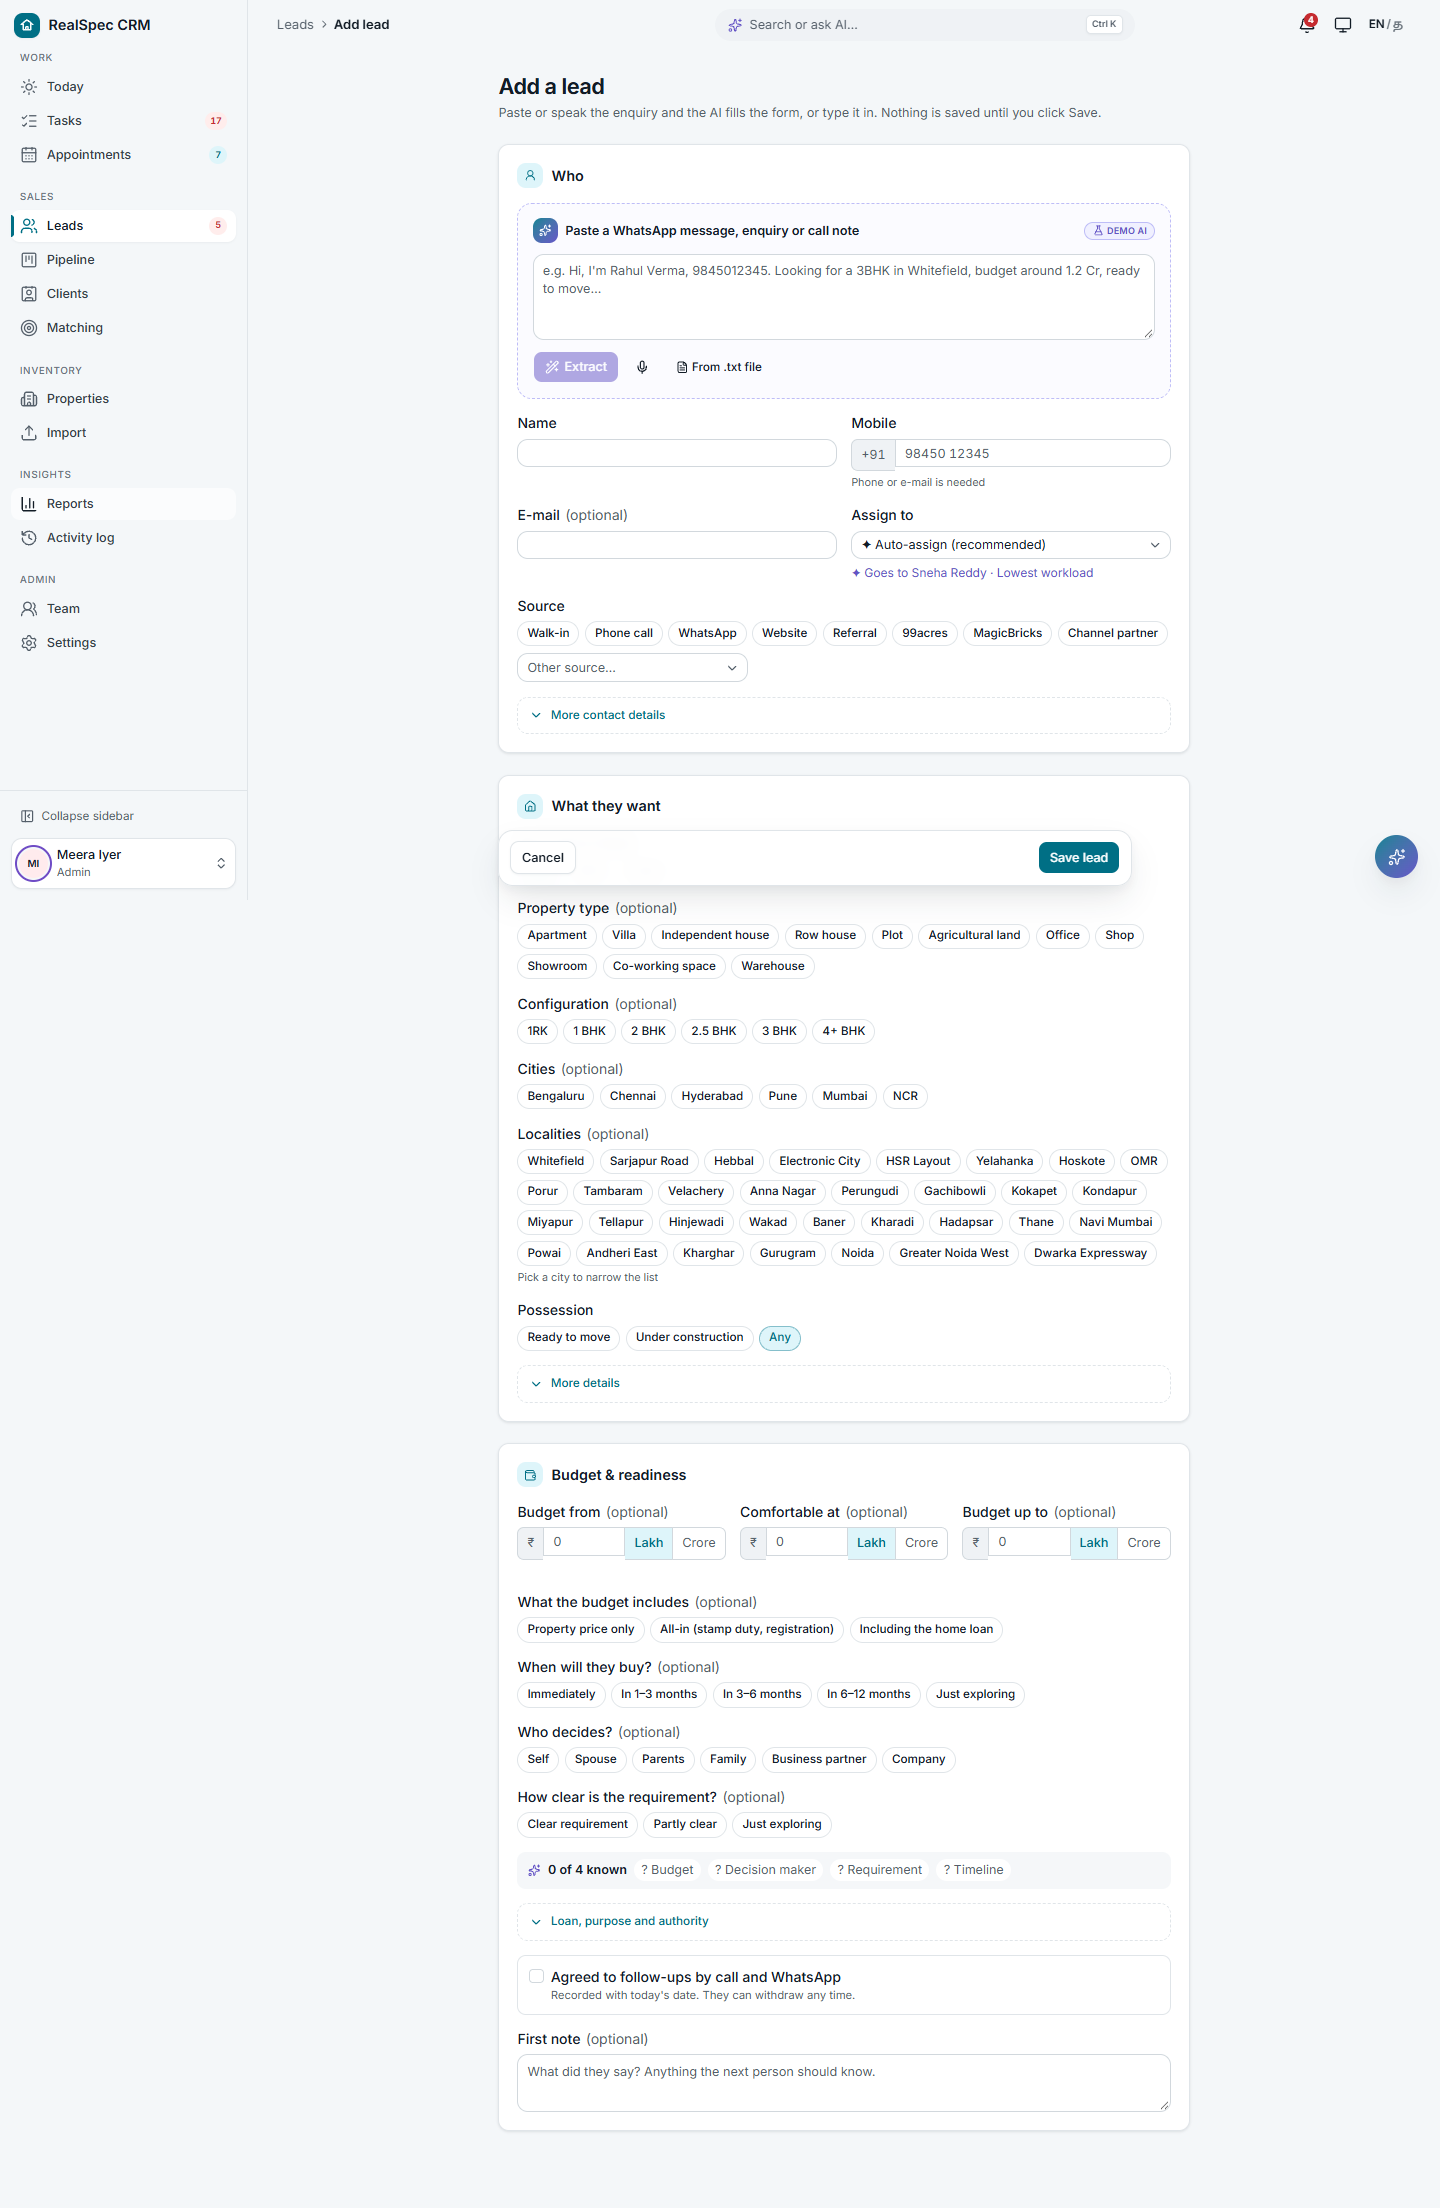 RealSpec CRM
WORK
Today
Tasks 17
Appointments 7
SALES
Leads 5
Pipeline
Clients
Matching
INVENTORY
Properties
Import
INSIGHTS
Reports
Activity log
ADMIN
Team
Settings
Collapse sidebar
MI Meera Iyer
Admin
Leads > Add lead
Search or ask AI... Ctrl K
4
EN / த
Add a lead
Paste or speak the enquiry and the AI fills the form, or type it in. Nothing is saved until you click Save.
Who
Paste a WhatsApp message, enquiry or call note DEMO AI
e.g. Hi, I'm Rahul Verma, 9845012345. Looking for a 3BHK in Whitefield, budget around 1.2 Cr, ready
to move...
Extract From .txt file
Name Mobile
+91 98450 12345
Phone or e-mail is needed
E-mail (optional) Assign to
✦ Auto-assign (recommended)
✦ Goes to Sneha Reddy · Lowest workload
Source
Walk-in Phone call WhatsApp Website Referral 99acres MagicBricks Channel partner
Other source...
More contact details
What they want
Cancel Save lead
Property type (optional)
Apartment Villa Independent house Row house Plot Agricultural land Office Shop
Showroom Co-working space Warehouse
Configuration (optional)
1RK 1 BHK 2 BHK 2.5 BHK 3 BHK 4+ BHK
Cities (optional)
Bengaluru Chennai Hyderabad Pune Mumbai NCR
Localities (optional)
Whitefield Sarjapur Road Hebbal Electronic City HSR Layout Yelahanka Hoskote OMR
Porur Tambaram Velachery Anna Nagar Perungudi Gachibowli Kokapet Kondapur
Miyapur Tellapur Hinjewadi Wakad Baner Kharadi Hadapsar Thane Navi Mumbai
Powai Andheri East Kharghar Gurugram Noida Greater Noida West Dwarka Expressway
Pick a city to narrow the list
Possession
Ready to move Under construction Any
More details
Budget & readiness
Budget from (optional) Comfortable at (optional) Budget up to (optional)
₹ 0 Lakh Crore ₹ 0 Lakh Crore ₹ 0 Lakh Crore
What the budget includes (optional)
Property price only All-in (stamp duty, registration) Including the home loan
When will they buy? (optional)
Immediately In 1–3 months In 3–6 months In 6–12 months Just exploring
Who decides? (optional)
Self Spouse Parents Family Business partner Company
How clear is the requirement? (optional)
Clear requirement Partly clear Just exploring
0 of 4 known ? Budget ? Decision maker ? Requirement ? Timeline
Loan, purpose and authority
Agreed to follow-ups by call and WhatsApp
Recorded with today's date. They can withdraw any time.
First note (optional)
What did they say? Anything the next person should know.